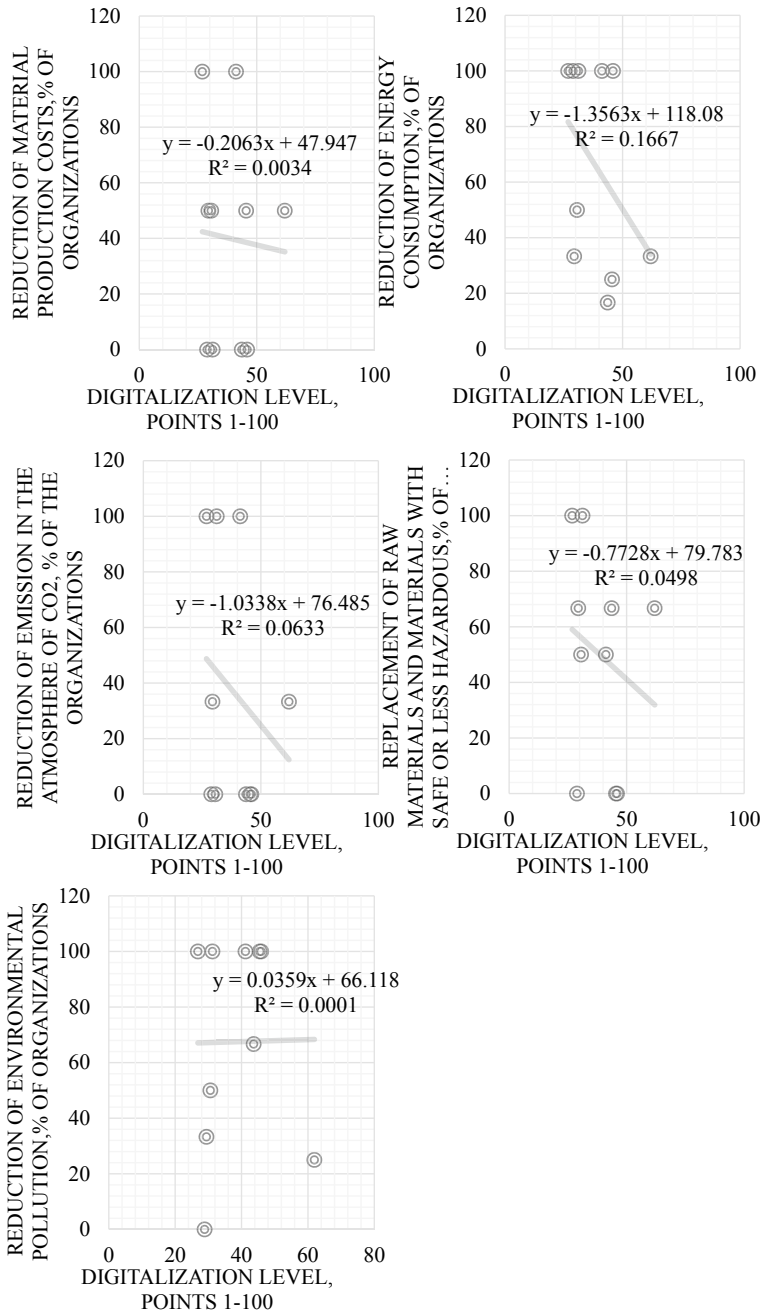 REDUCTION OF MATERIAL
PRODUCTION COSTS,% OF
ORGANIZATIONS
120
100
80
60
40
20
0
y = -0.2063x + 47.947
R² = 0.0034
0 50 100
DIGITALIZATION LEVEL,
POINTS 1-100
REDUCTION OF ENERGY
CONSUMPTION,% OF
ORGANIZATIONS
120
100
80
60
40
20
0
y = -1.3563x + 118.08
R² = 0.1667
0 50 100
DIGITALIZATION LEVEL,
POINTS 1-100
REDUCTION OF EMISSION IN THE
ATMOSPHERE OF CO2, % OF THE
ORGANIZATIONS
120
100
80
60
40
20
0
y = -1.0338x + 76.485
R² = 0.0633
0 50 100
DIGITALIZATION LEVEL,
POINTS 1-100
REPLACEMENT OF RAW
MATERIALS AND MATERIALS WITH
SAFE OR LESS HAZARDOUS,% OF…
120
100
80
60
40
20
0
y = -0.7728x + 79.783
R² = 0.0498
0 50 100
DIGITALIZATION LEVEL,
POINTS 1-100
REDUCTION OF ENVIRONMENTAL
POLLUTION,% OF ORGANIZATIONS
120
100
80
60
40
20
0
y = 0.0359x + 66.118
R² = 0.0001
0 20 40 60 80
DIGITALIZATION LEVEL,
POINTS 1-100